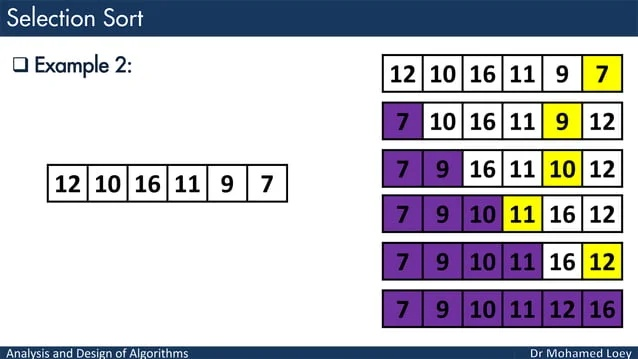 Selection Sort
❑ Example 2:
12 10 16 11 9 7
12 10 16 11 9 7
7 10 16 11 9 12
7 9 16 11 10 12
7 9 10 11 16 12
7 9 10 11 16 12
7 9 10 11 12 16
Analysis and Design of Algorithms
Dr Mohamed Loey